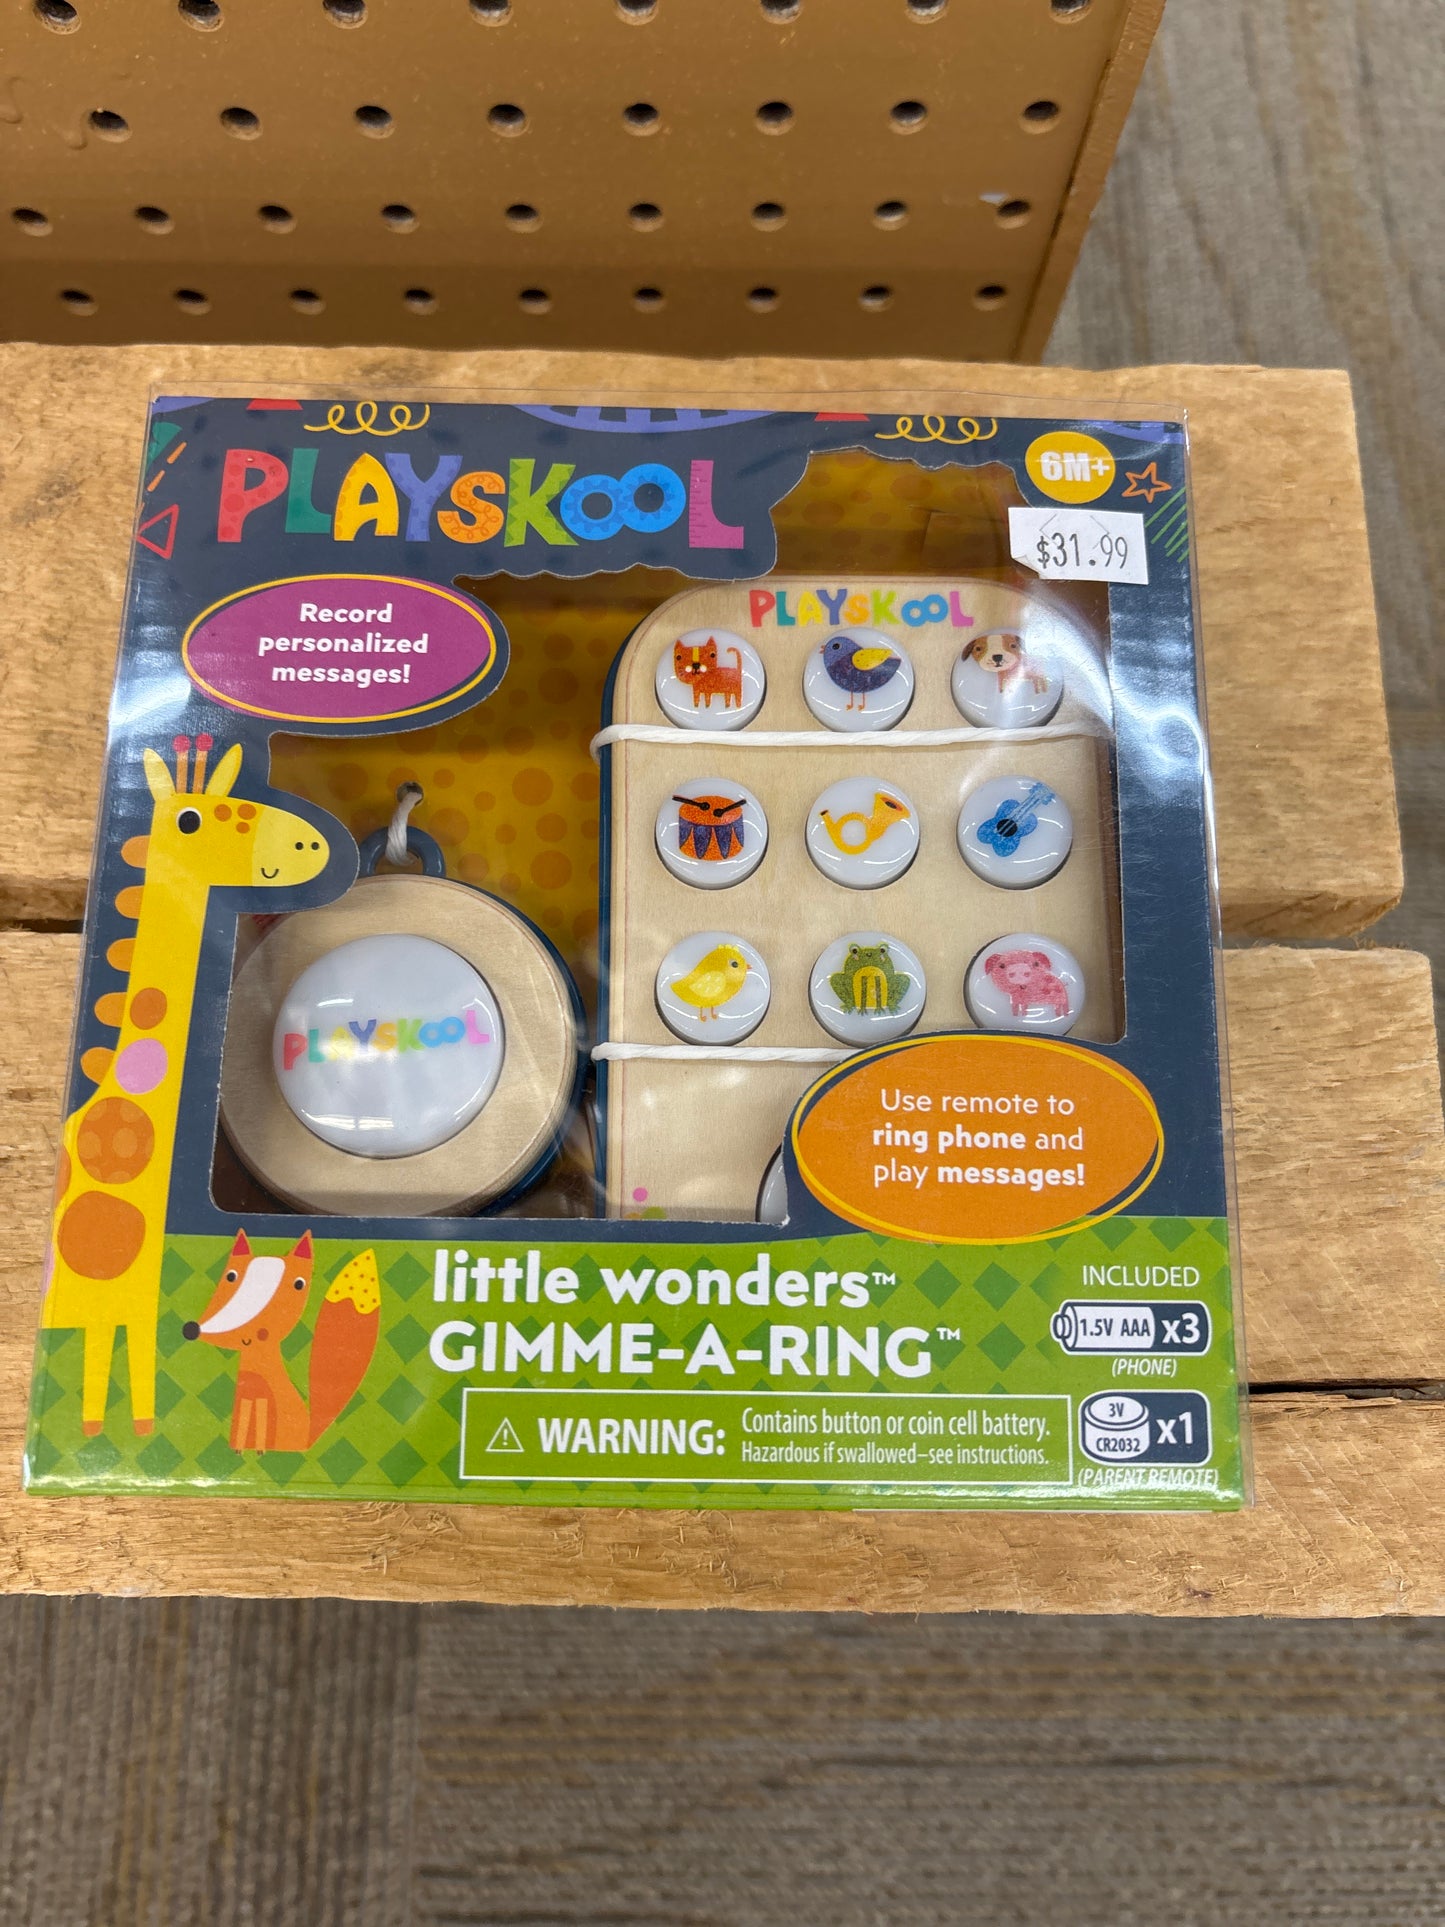 PLAYSKOOL
6M+
$31.99
Record
personalized
messages!
PLAYSKOOL
PLAYSKOOL
Use remote to
ring phone and
play messages!
little wonders™
GIMME-A-RING™
INCLUDED
1.5V AAA x3
(PHONE)
WARNING: Contains button or coin cell battery.
Hazardous if swallowed–see instructions.
3V
CR2032 x1
(PARENT REMOTE)